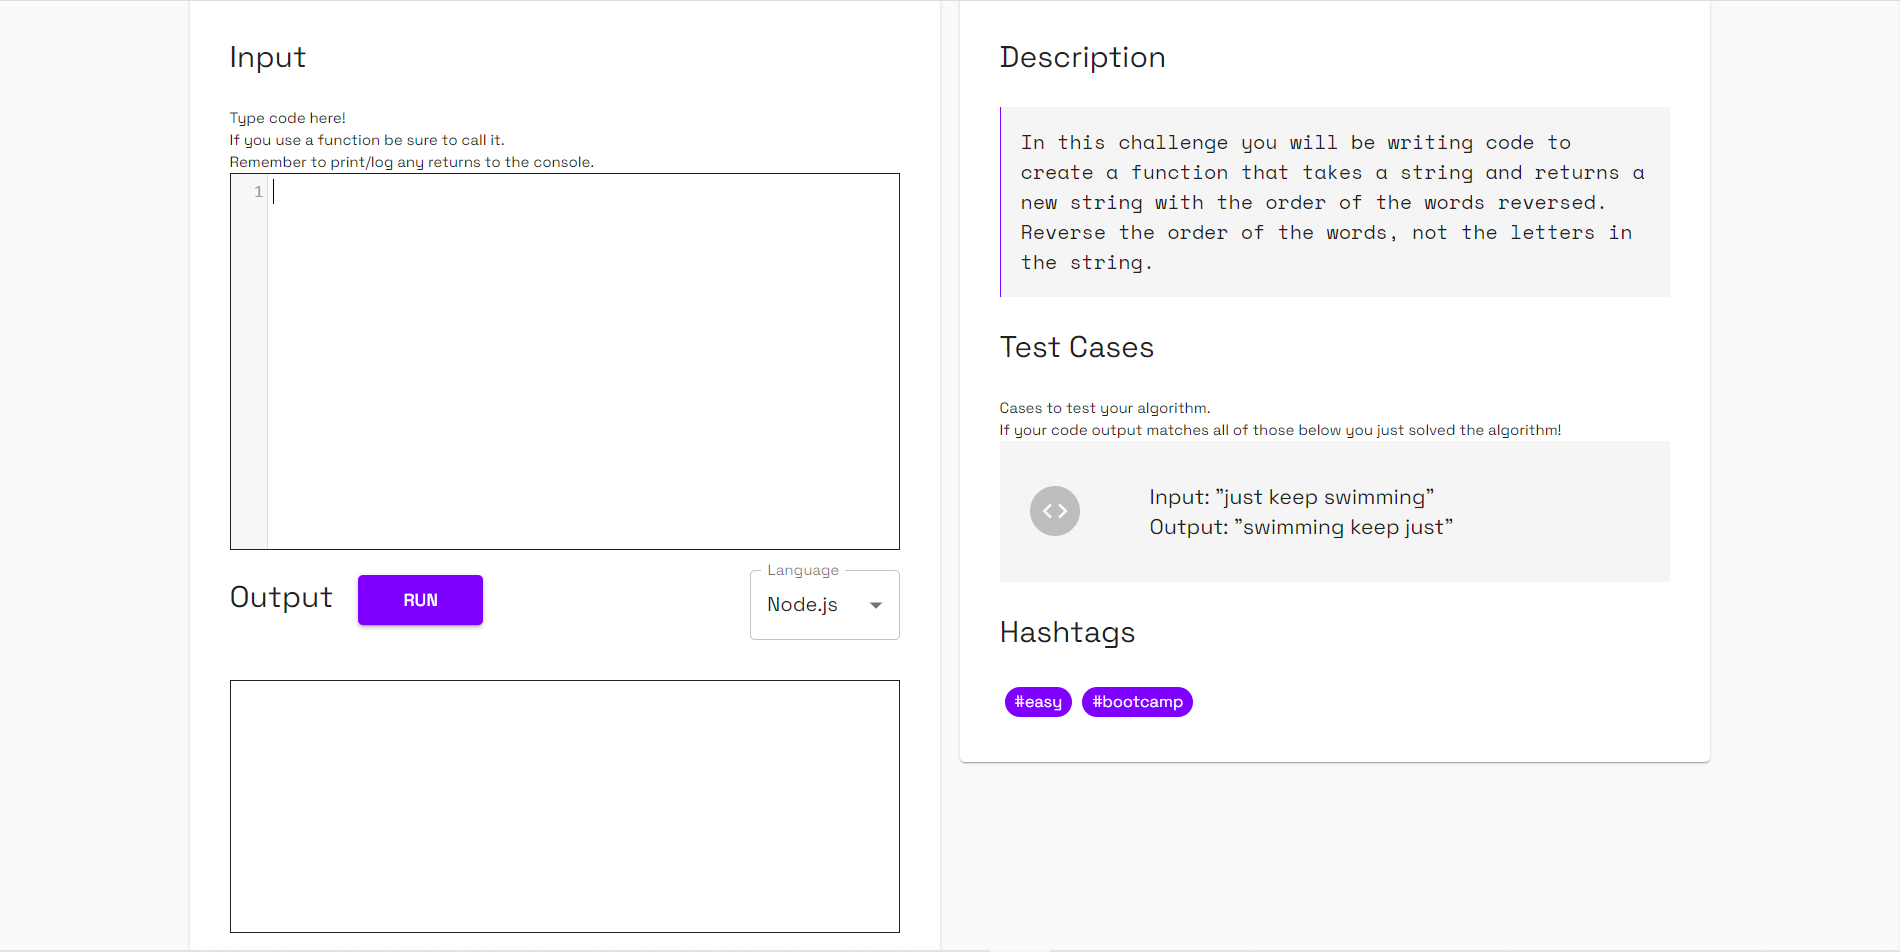 Input
Type code here!
If you use a function be sure to call it.
Remember to print/log any returns to the console.
1
Output
RUN
Language
Node.js
Description
In this challenge you will be writing code to
create a function that takes a string and returns a
new string with the order of the words reversed.
Reverse the order of the words, not the letters in
the string.
Test Cases
Cases to test your algorithm.
If your code output matches all of those below you just solved the algorithm!
Input: ”just keep swimming”
Output: ”swimming keep just”
Hashtags
#easy #bootcamp